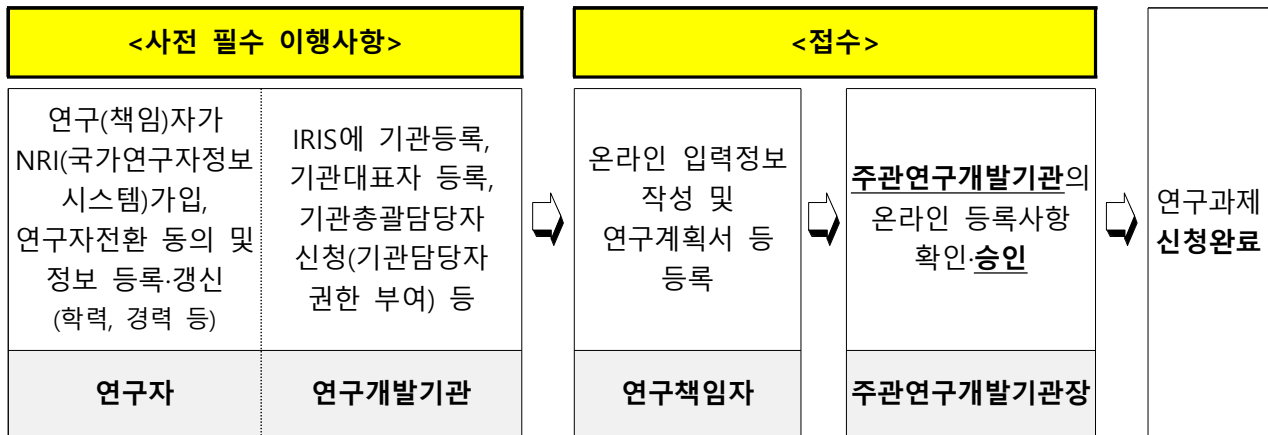 <사전 필수 이행사항>
<접수>
연구(책임)자가
NRI(국가연구자정보
시스템)가입,
연구자전환 동의 및
정보 등록·갱신
(학력, 경력 등)
IRIS에 기관등록,
기관대표자 등록,
기관총괄담당자
신청(기관담당자
권한 부여) 등
온라인 입력정보
작성 및
연구계획서 등
등록
주관연구개발기관의
온라인 등록사항
확인·승인
연구과제
신청완료
연구자
연구개발기관
연구책임자
주관연구개발기관장